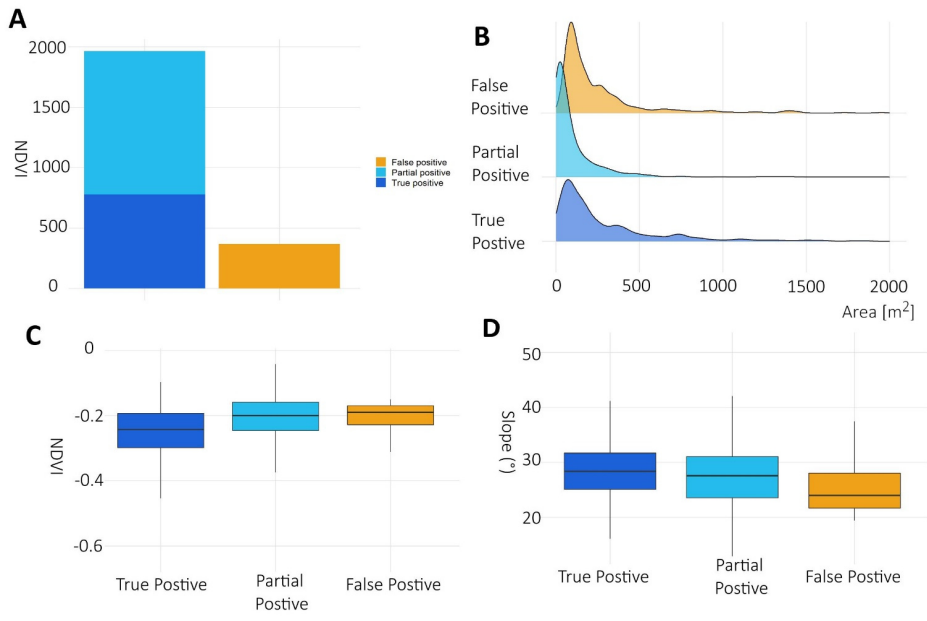 A
2000
1500
1000
500
0
NDVI
False positive
Partial positive
True positive
B
False
Positive
Partial
Positive
True
Postive
0
500
1000
1500
2000
Area [m²]
C
0
-0.2
-0.4
-0.6
NDVI
True Postive
Partial
Postive
False Postive
D
50
40
30
20
Slope (°)
True Postive
Partial
Postive
False Postive